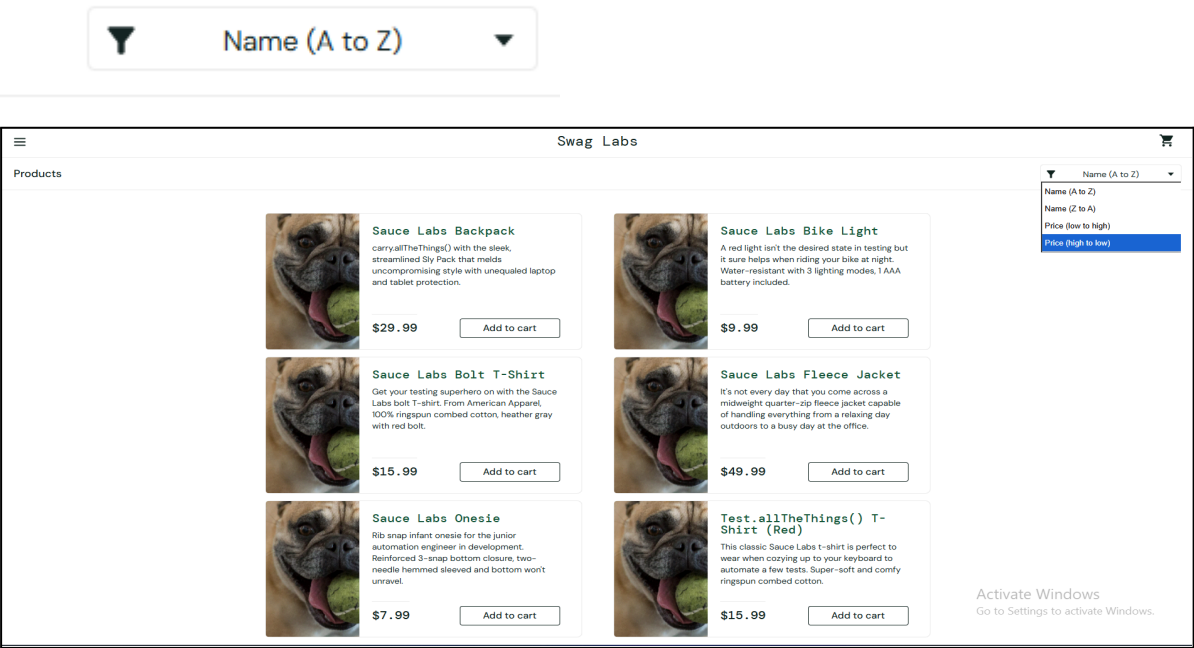 Name (A to Z)
Swag Labs
Products
Name (A to Z)
Name (A to Z)
Name (Z to A)
Price (low to high)
Price (high to low)
Sauce Labs Backpack
carry.allTheThings() with the sleek,
streamlined Sly Pack that melds
uncompromising style with unequaled laptop
and tablet protection.
$29.99
Add to cart
Sauce Labs Bike Light
A red light isn't the desired state in testing but
it sure helps when riding your bike at night.
Water-resistant with 3 lighting modes, 1 AAA
battery included.
$9.99
Add to cart
Sauce Labs Bolt T-Shirt
Get your testing superhero on with the Sauce
Labs bolt T-shirt. From American Apparel,
100% ringspun combed cotton, heather gray
with red bolt.
$15.99
Add to cart
Sauce Labs Fleece Jacket
It's not every day that you come across a
midweight quarter-zip fleece jacket capable
of handling everything from a relaxing day
outdoors to a busy day at the office.
$49.99
Add to cart
Sauce Labs Onesie
Rib snap infant onesie for the junior
automation engineer in development.
Reinforced 3-snap bottom closure, two-
needle hemmed sleeved and bottom won't
unravel.
$7.99
Add to cart
Test.allTheThings() T-
Shirt (Red)
This classic Sauce Labs t-shirt is perfect to
wear when cozying up to your keyboard to
automate a few tests. Super-soft and comfy
ringspun combed cotton.
$15.99
Add to cart
Activate Windows
Go to Settings to activate Windows.